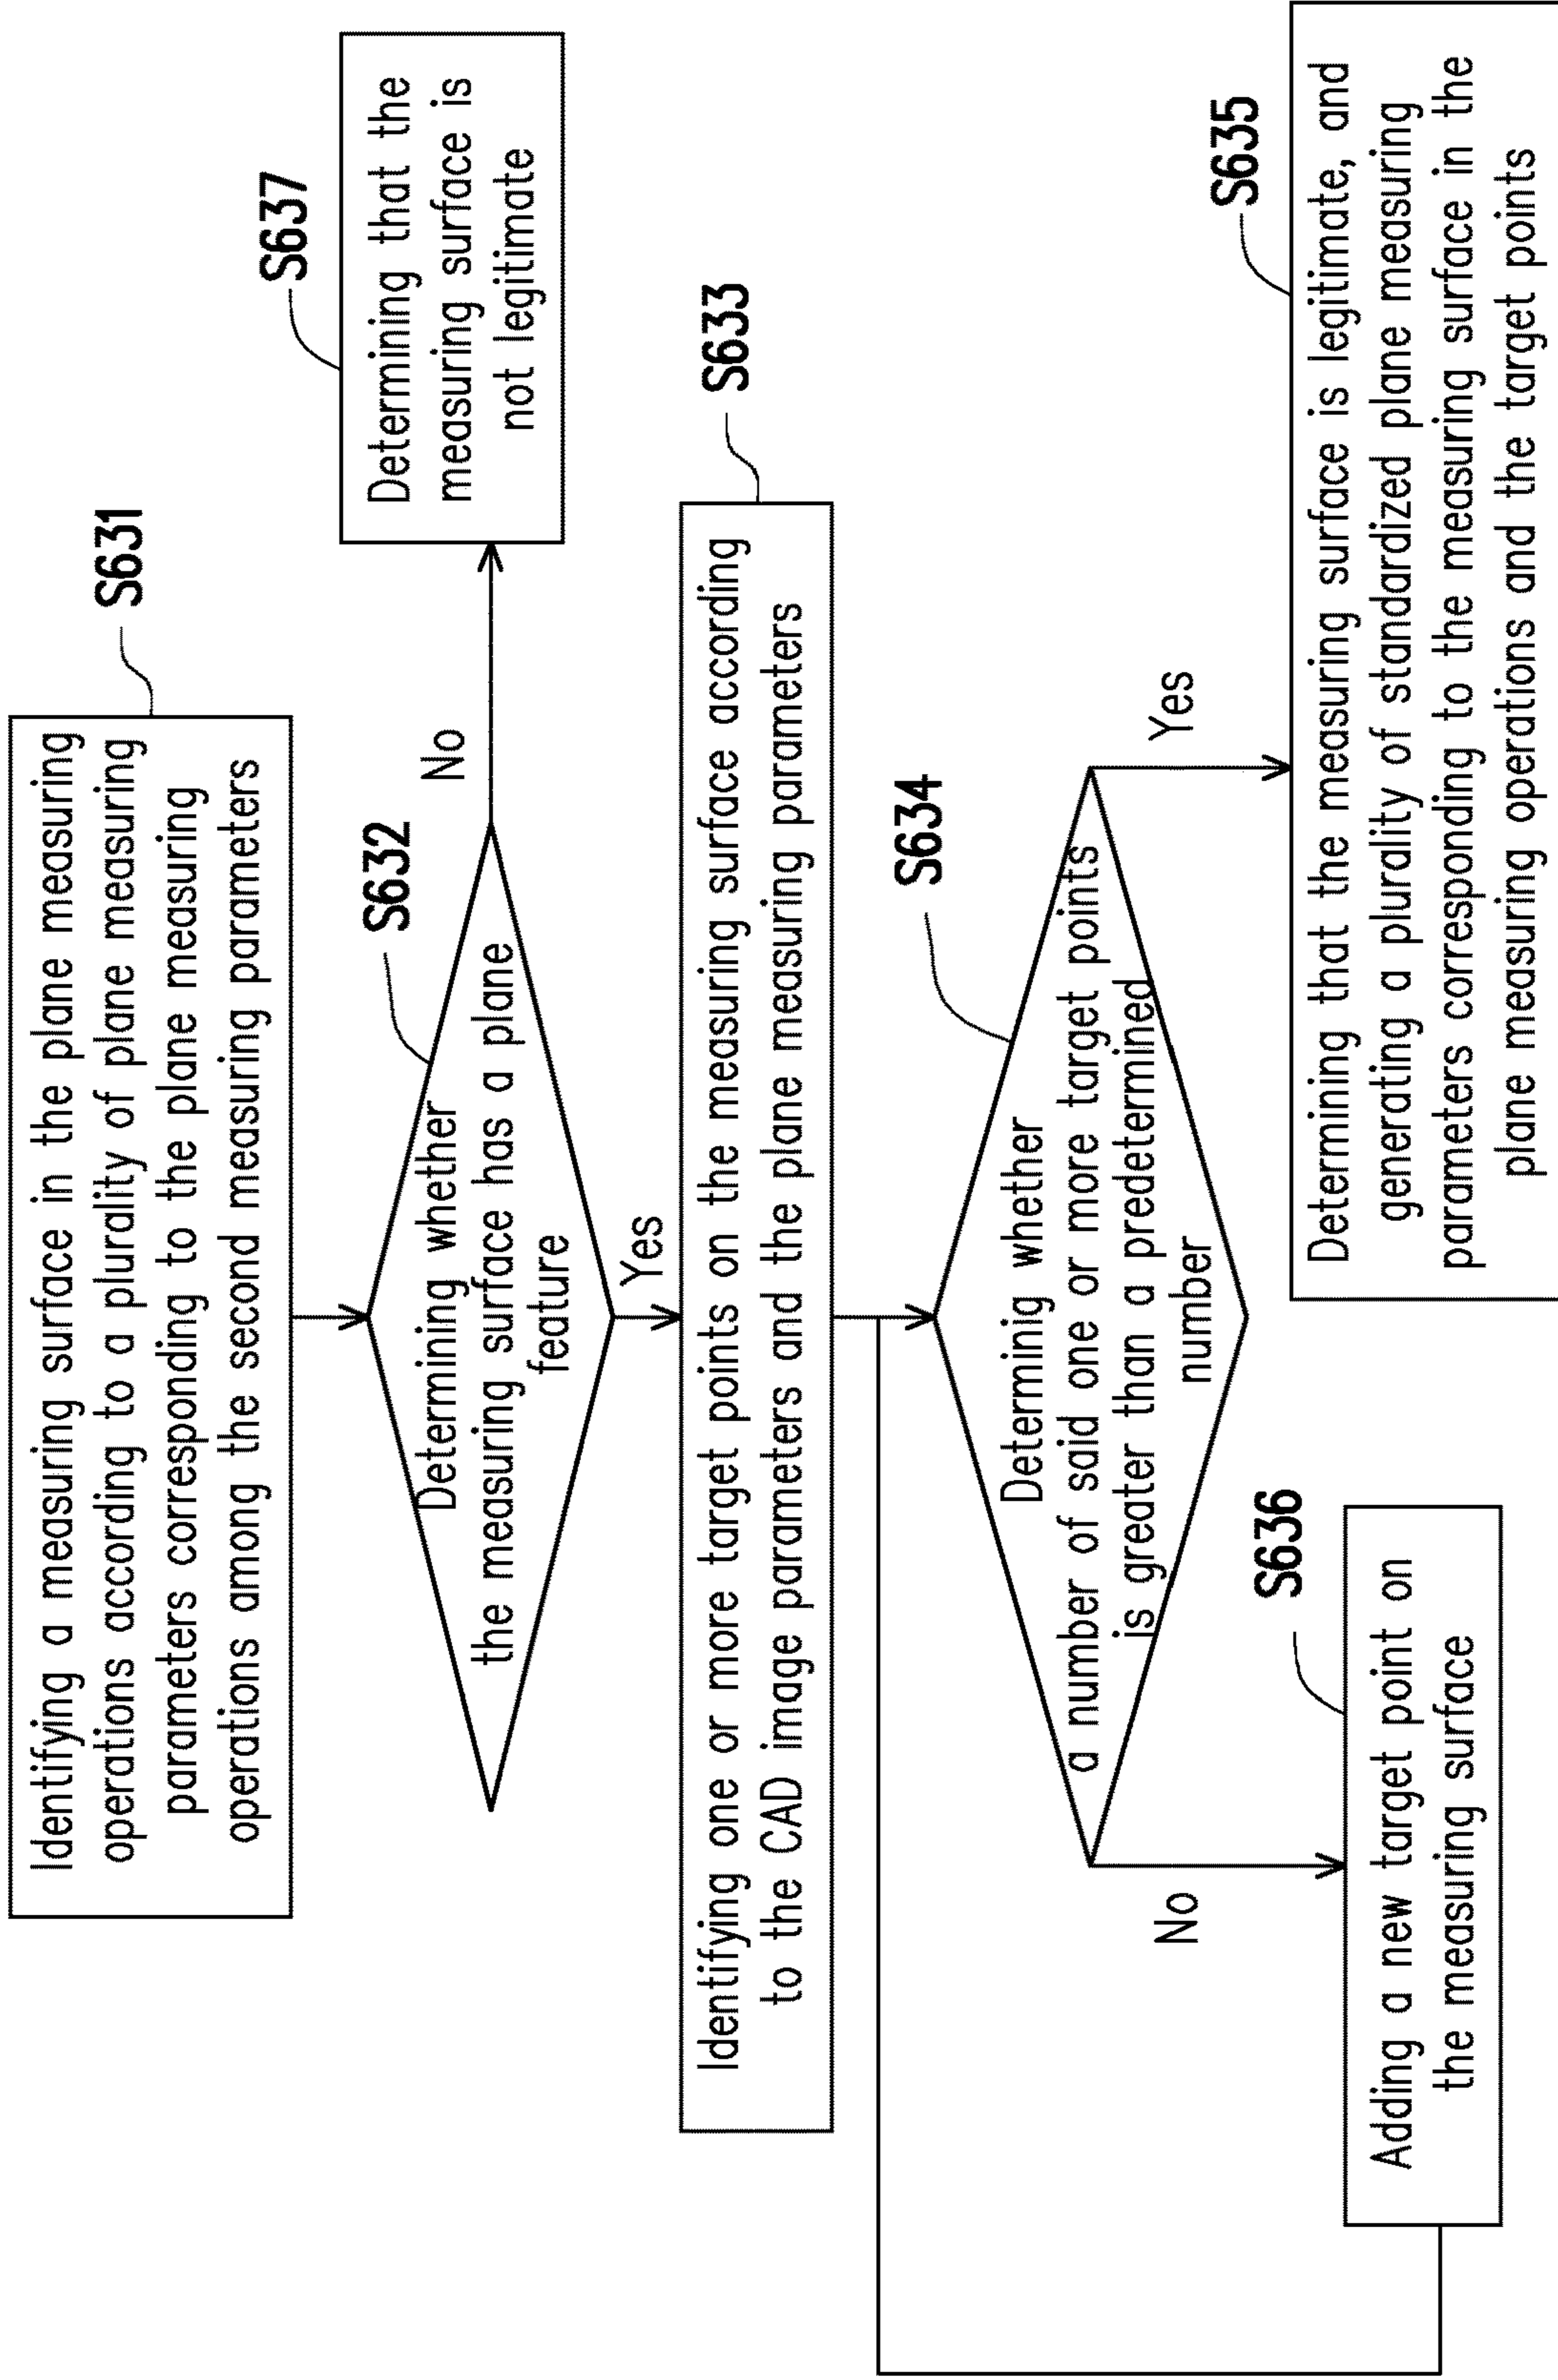 S631
Identifying a measuring surface in the plane measuring
operations according to a plurality of plane measuring
parameters corresponding to the plane measuring
operations among the second measuring parameters
S632
Determining whether
the measuring surface has a plane
feature
No
S637
Determining that the
measuring surface is
not legitimate
Yes
S633
Identifying one or more target points on the measuring surface according
to the CAD image parameters and the plane measuring parameters
S634
Determinig whether
a number of said one or more target points
is greater than a predetermined
number
No
S636
Adding a new target point on
the measuring surface
Yes
S635
Determining that the measuring surface is legitimate, and
generating a plurality of standardized plane measuring
parameters corresponding to the measuring surface in the
plane measuring operations and the target points